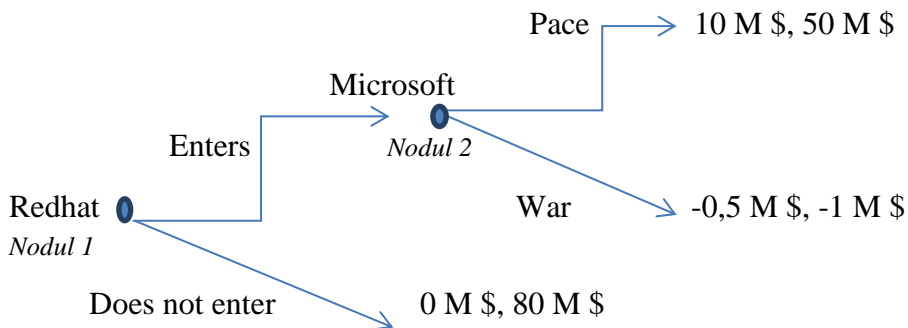 Pace
10 M $, 50 M $
Microsoft
Enters
Nodul 2
Redhat
War
-0,5 M $, -1 M $
Nodul 1
Does not enter
0 M $, 80 M $